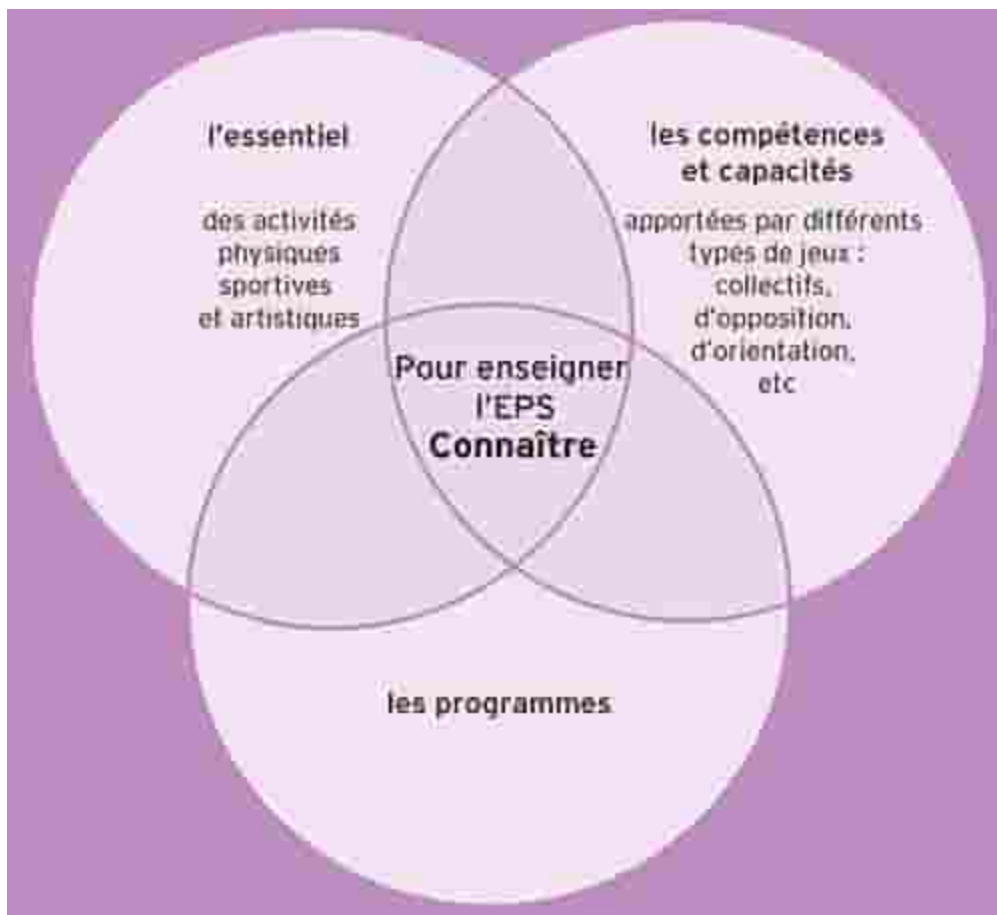 l'essentiel
des activités
physiques
sportives
et artistiques
les compétences
et capacités
apportées par différents
types de jeux :
collectifs,
d'opposition,
d'orientation,
etc
Pour enseigner
l'EPS
Connaître
les programmes